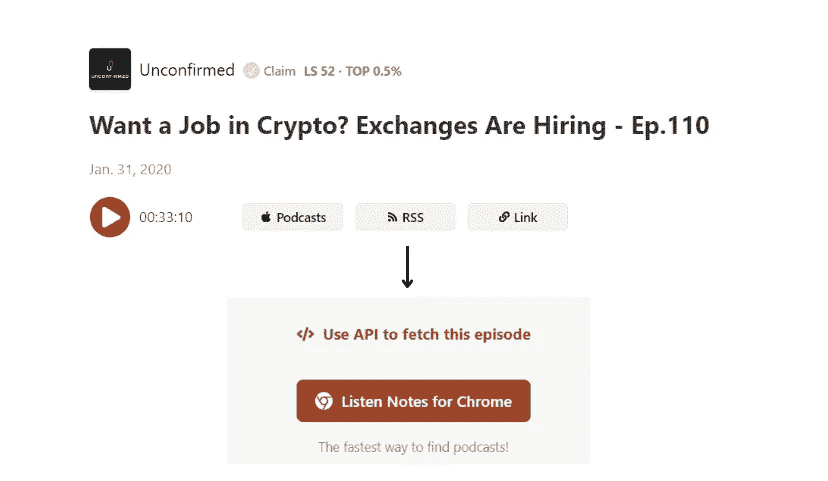 UNCONFIRMED
Unconfirmed Claim LS 52 · TOP 0.5%
Want a Job in Crypto? Exchanges Are Hiring - Ep.110
Jan. 31, 2020
00:33:10 Podcasts RSS Link
</> Use API to fetch this episode
Listen Notes for Chrome
The fastest way to find podcasts!